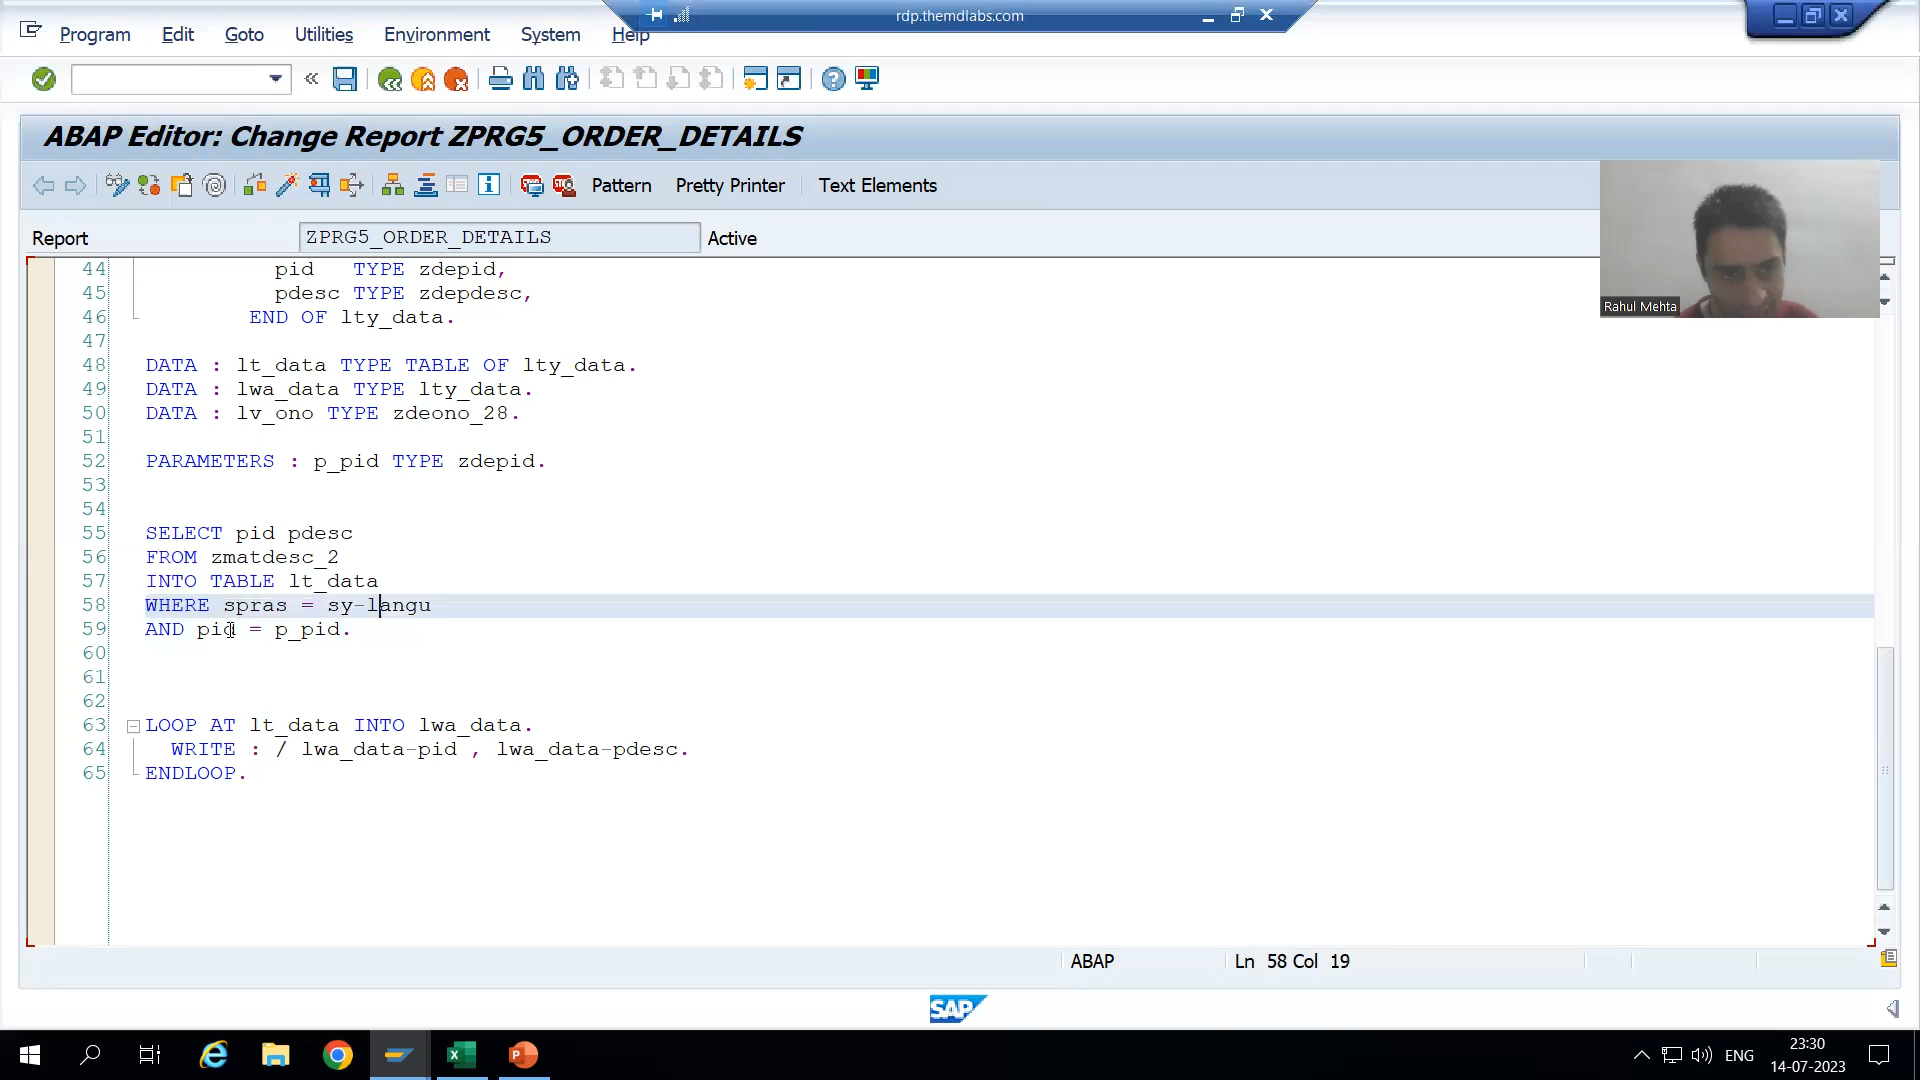 rdp.themdlabs.com
Program Edit Goto Utilities Environment System Help
ABAP Editor: Change Report ZPRG5_ORDER_DETAILS
Pattern Pretty Printer Text Elements
Report ZPRG5_ORDER_DETAILS Active
Rahul Mehta
44 pid TYPE zdepid,
45 pdesc TYPE zdepdesc,
46 END OF lty_data.
47
48 DATA : lt_data TYPE TABLE OF lty_data.
49 DATA : lwa_data TYPE lty_data.
50 DATA : lv_ono TYPE zdeono_28.
51
52 PARAMETERS : p_pid TYPE zdepid.
53
54
55 SELECT pid pdesc
56 FROM zmatdesc_2
57 INTO TABLE lt_data
58 WHERE spras = sy-langu
59 AND pid = p_pid.
60
61
62
63 LOOP AT lt_data INTO lwa_data.
64 WRITE : / lwa_data-pid , lwa_data-pdesc.
65 ENDLOOP.
ABAP Ln 58 Col 19
SAP
ENG
23:30
14-07-2023